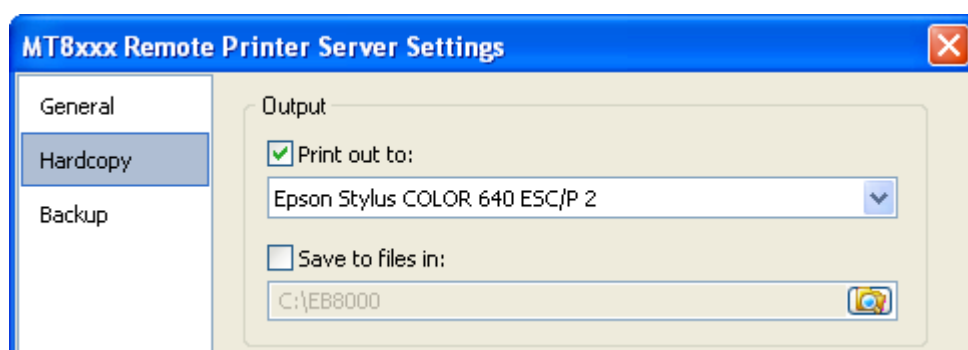 MT8xxx Remote Printer Server Settings
General
Hardcopy
Backup
Output
Print out to:
Epson Stylus COLOR 640 ESC/P 2
Save to files in:
C:\EB8000